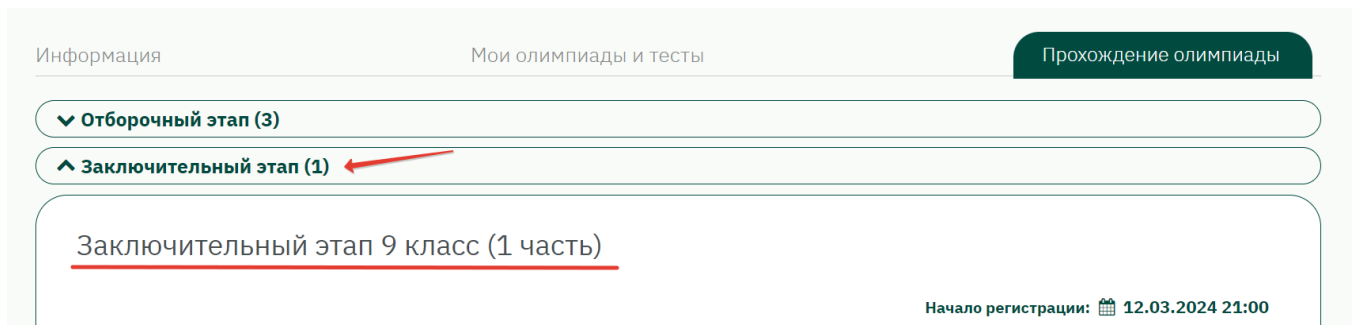 Информация
Мои олимпиады и тесты
Прохождение олимпиады
Отборочный этап (3)
Заключительный этап (1)
Заключительный этап 9 класс (1 часть)
Начало регистрации: 12.03.2024 21:00